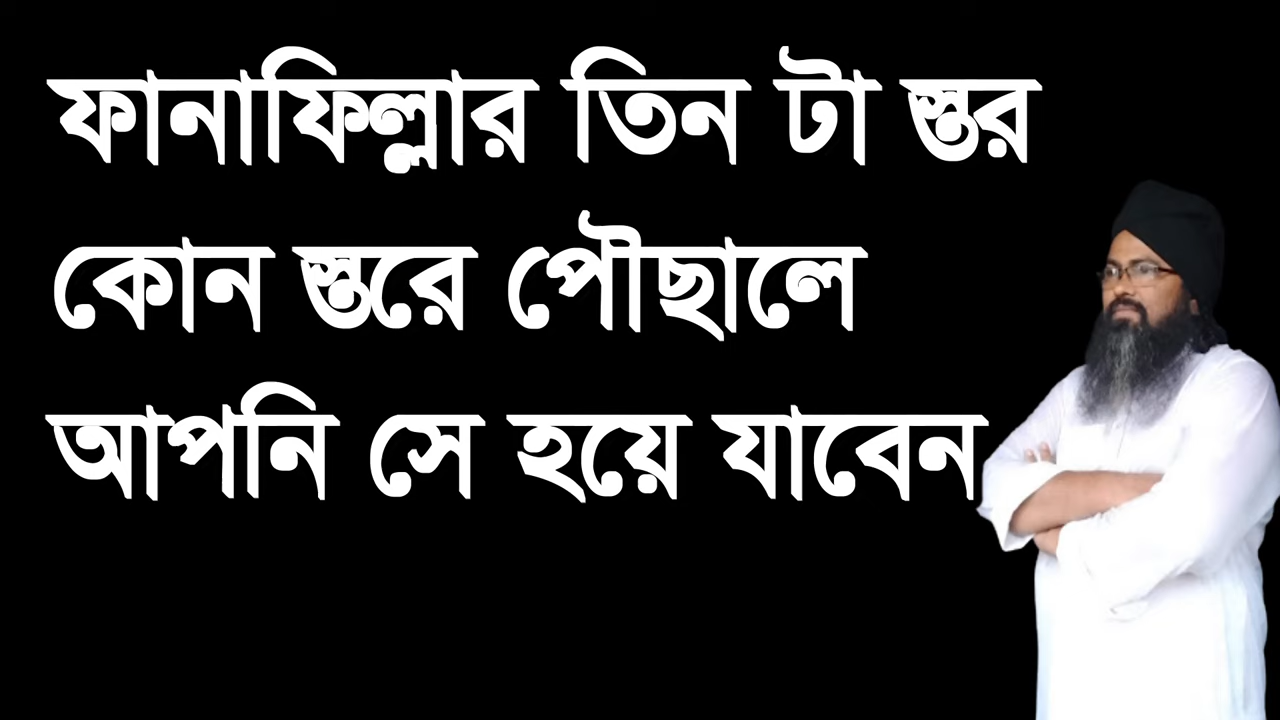 ফানাফিল্লার তিন টা স্তর
কোন স্তরে পৌছালে
আপনি সে হয়ে যাবেন